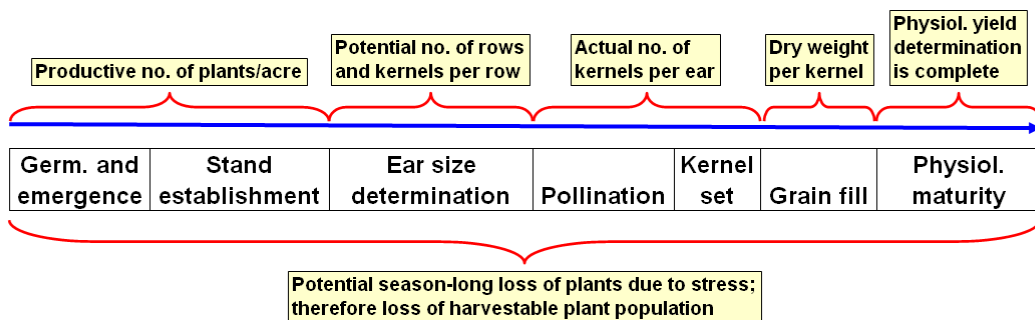 Productive no. of plants/acre
Potential no. of rows
and kernels per row
Actual no. of
kernels per ear
Dry weight
per kernel
Physiol. yield
determination
is complete
Germ. and
emergence
Stand
establishment
Ear size
determination
Pollination
Kernel
set
Grain fill
Physiol.
maturity
Potential season-long loss of plants due to stress;
therefore loss of harvestable plant population